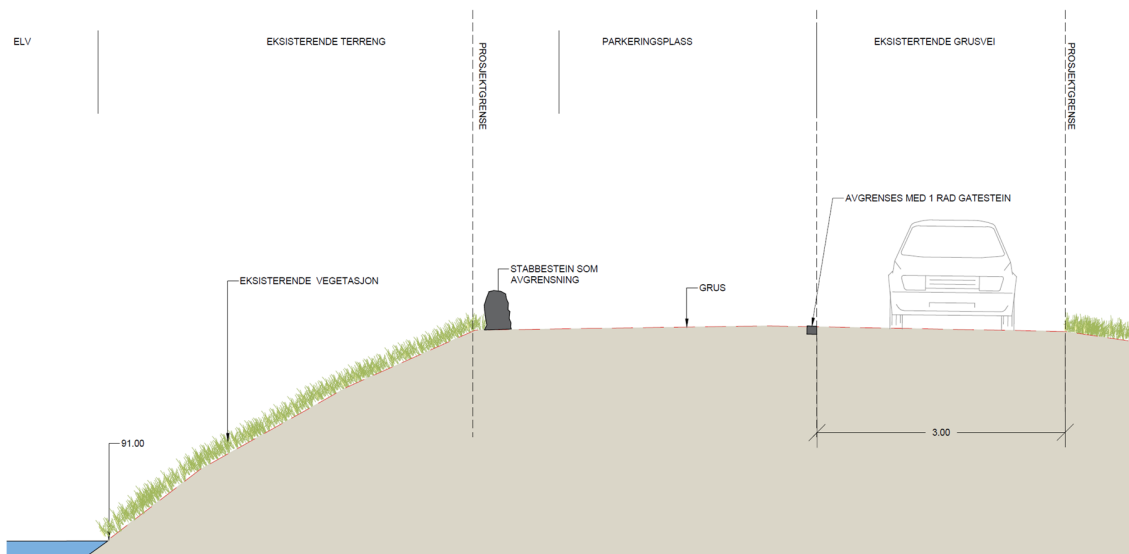 ELV
EKSISTERENDE TERRENG
PROSJEKTGRENSE
PARKERINGSPLASS
EKSISTERTENDE GRUSVEI
PROSJEKTGRENSE
AVGRENSES MED 1 RAD GATESTEIN
STABBESTEIN SOM
AVGRENSNING
EKSISTERENDE VEGETASJON
GRUS
91.00
3.00